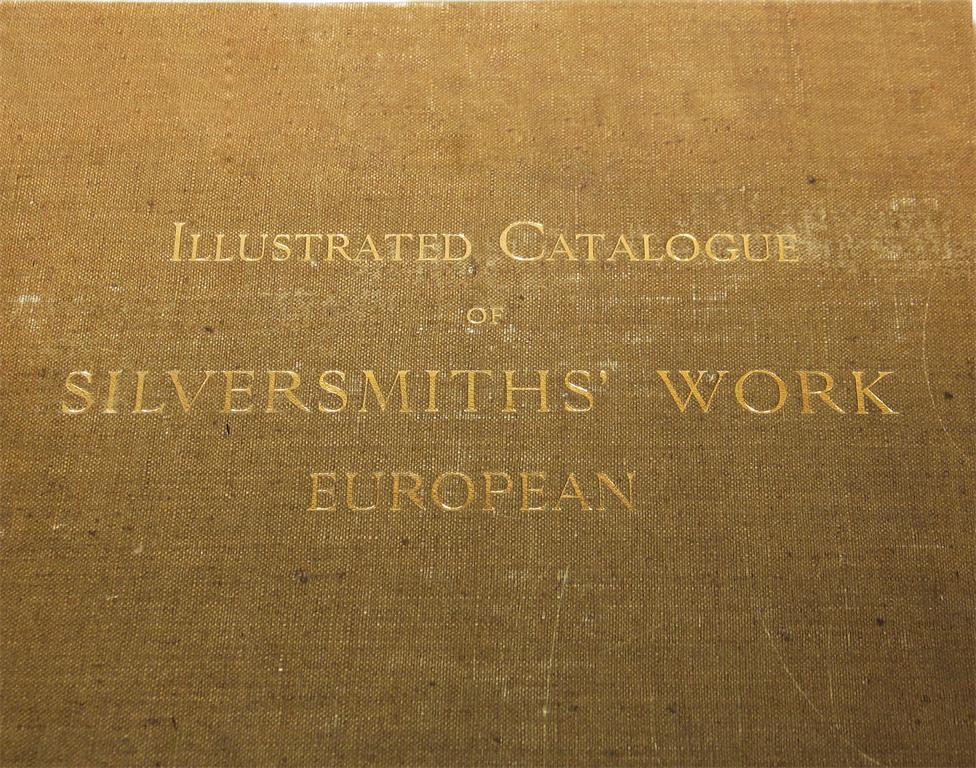 ILLUSTRATED CATALOGUE
OF
SILVERSMITHS' WORK
EUROPEAN